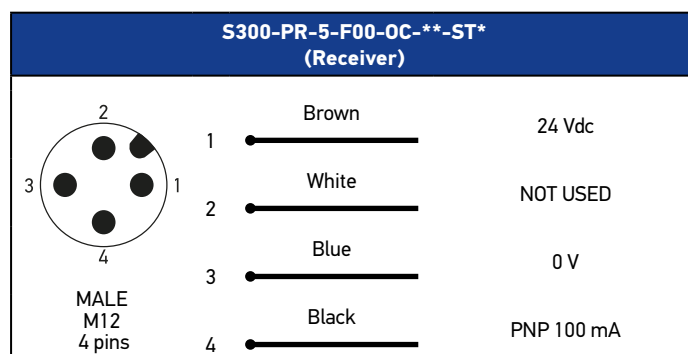 S300-PR-5-F00-OC-**-ST*
(Receiver)
2
3
1
4
MALE
M12
4 pins
1
Brown
24 Vdc
2
White
NOT USED
3
Blue
0 V
4
Black
PNP 100 mA